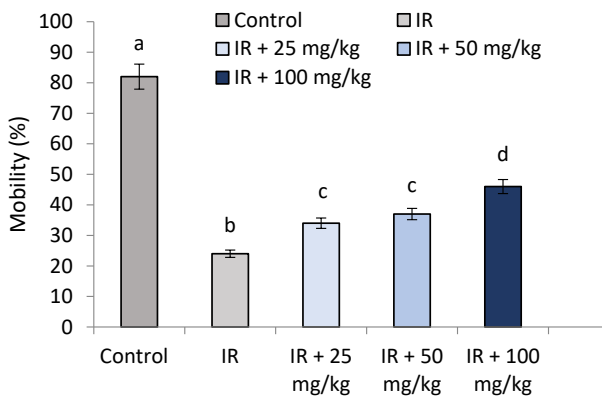 100
90
80
70
60
50
40
30
20
10
0
Mobility (%)
Control
IR
IR + 25 mg/kg
IR + 50 mg/kg
IR + 100 mg/kg
a
b
c
c
d
Control
IR
IR + 25
mg/kg
IR + 50
mg/kg
IR + 100
mg/kg